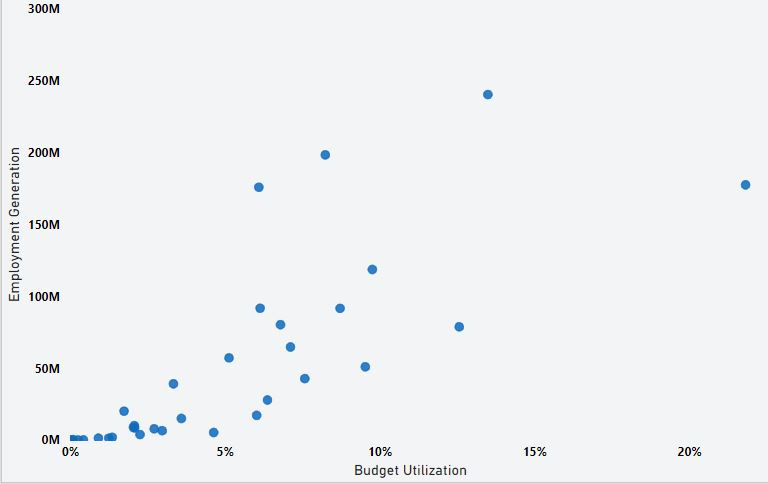 300M
250M
200M
150M
100M
50M
0M
Employment Generation
0%
5%
10%
15%
20%
Budget Utilization